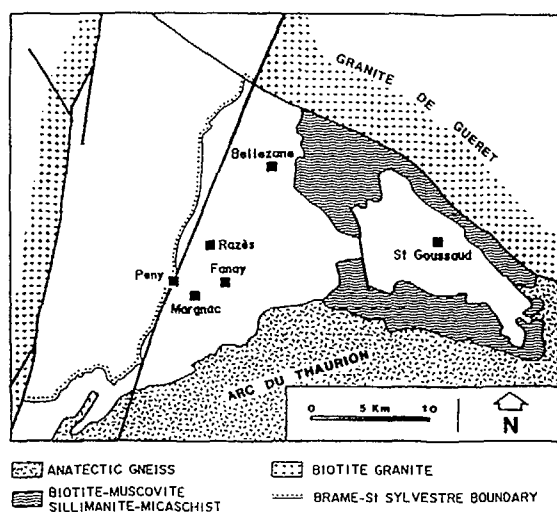 GRANITE DE GUERET
Bellezane
Razès
St Goussaud
Peny
Fanay
Margnac
ARC DU THAURION
0 5 Km 10
N
ANATECTIC GNEISS
BIOTITE GRANITE
BIOTITE-MUSCOVITE
SILLIMANITE-MICASCHIST
BRAME-St SYLVESTRE BOUNDARY